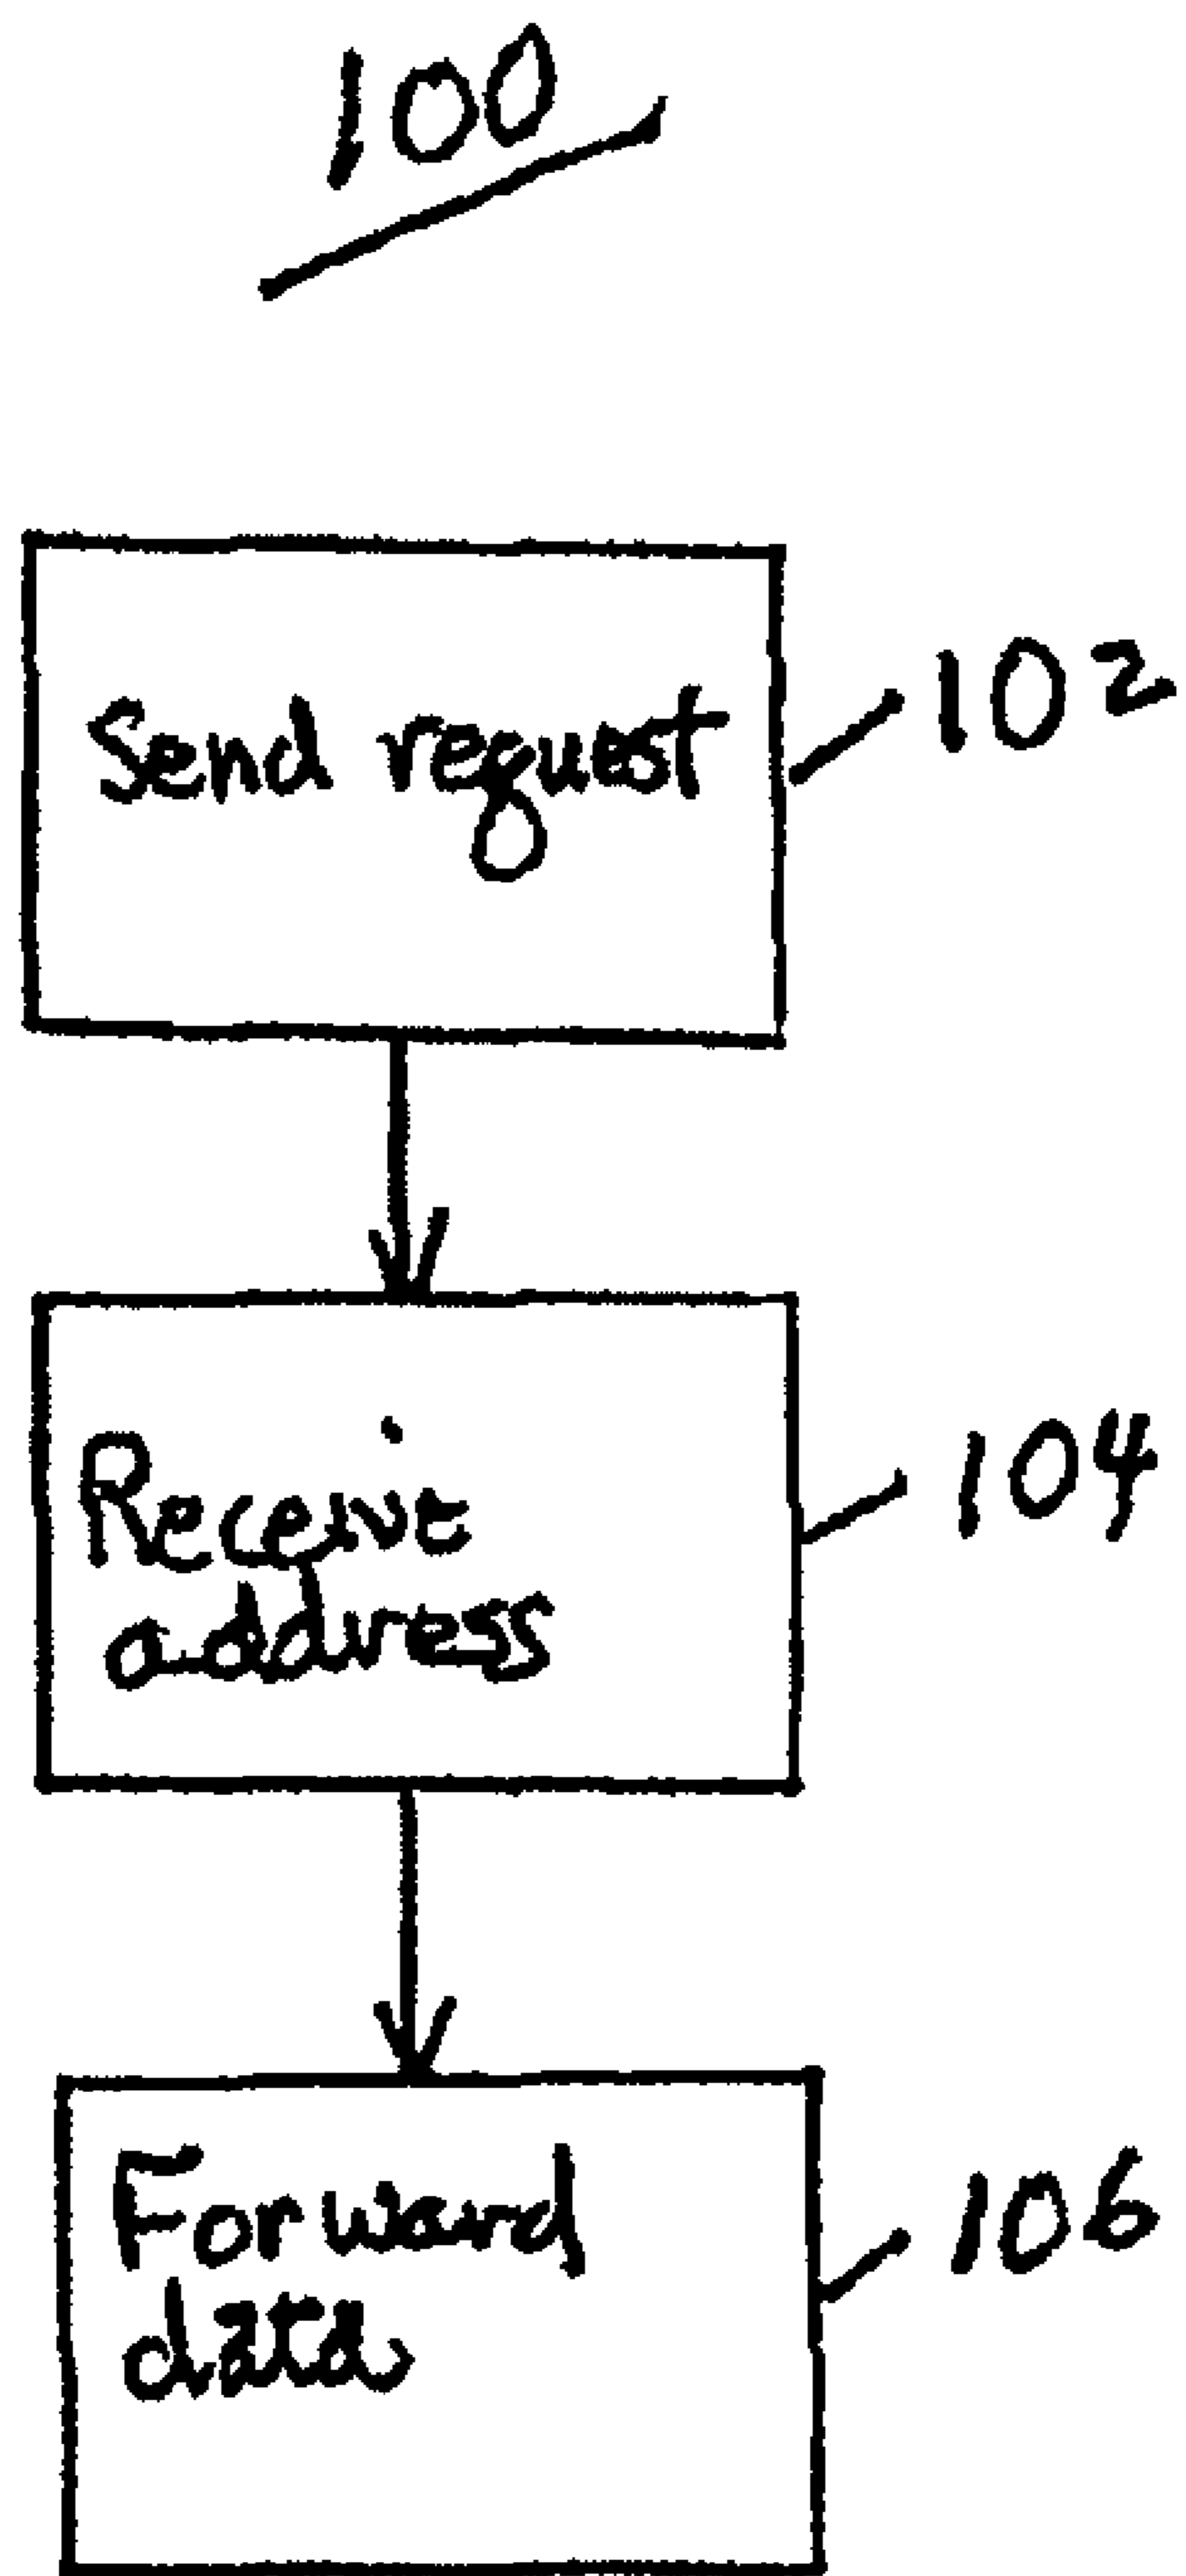 100
Send request
102
Receive
address
104
Forward
data
106